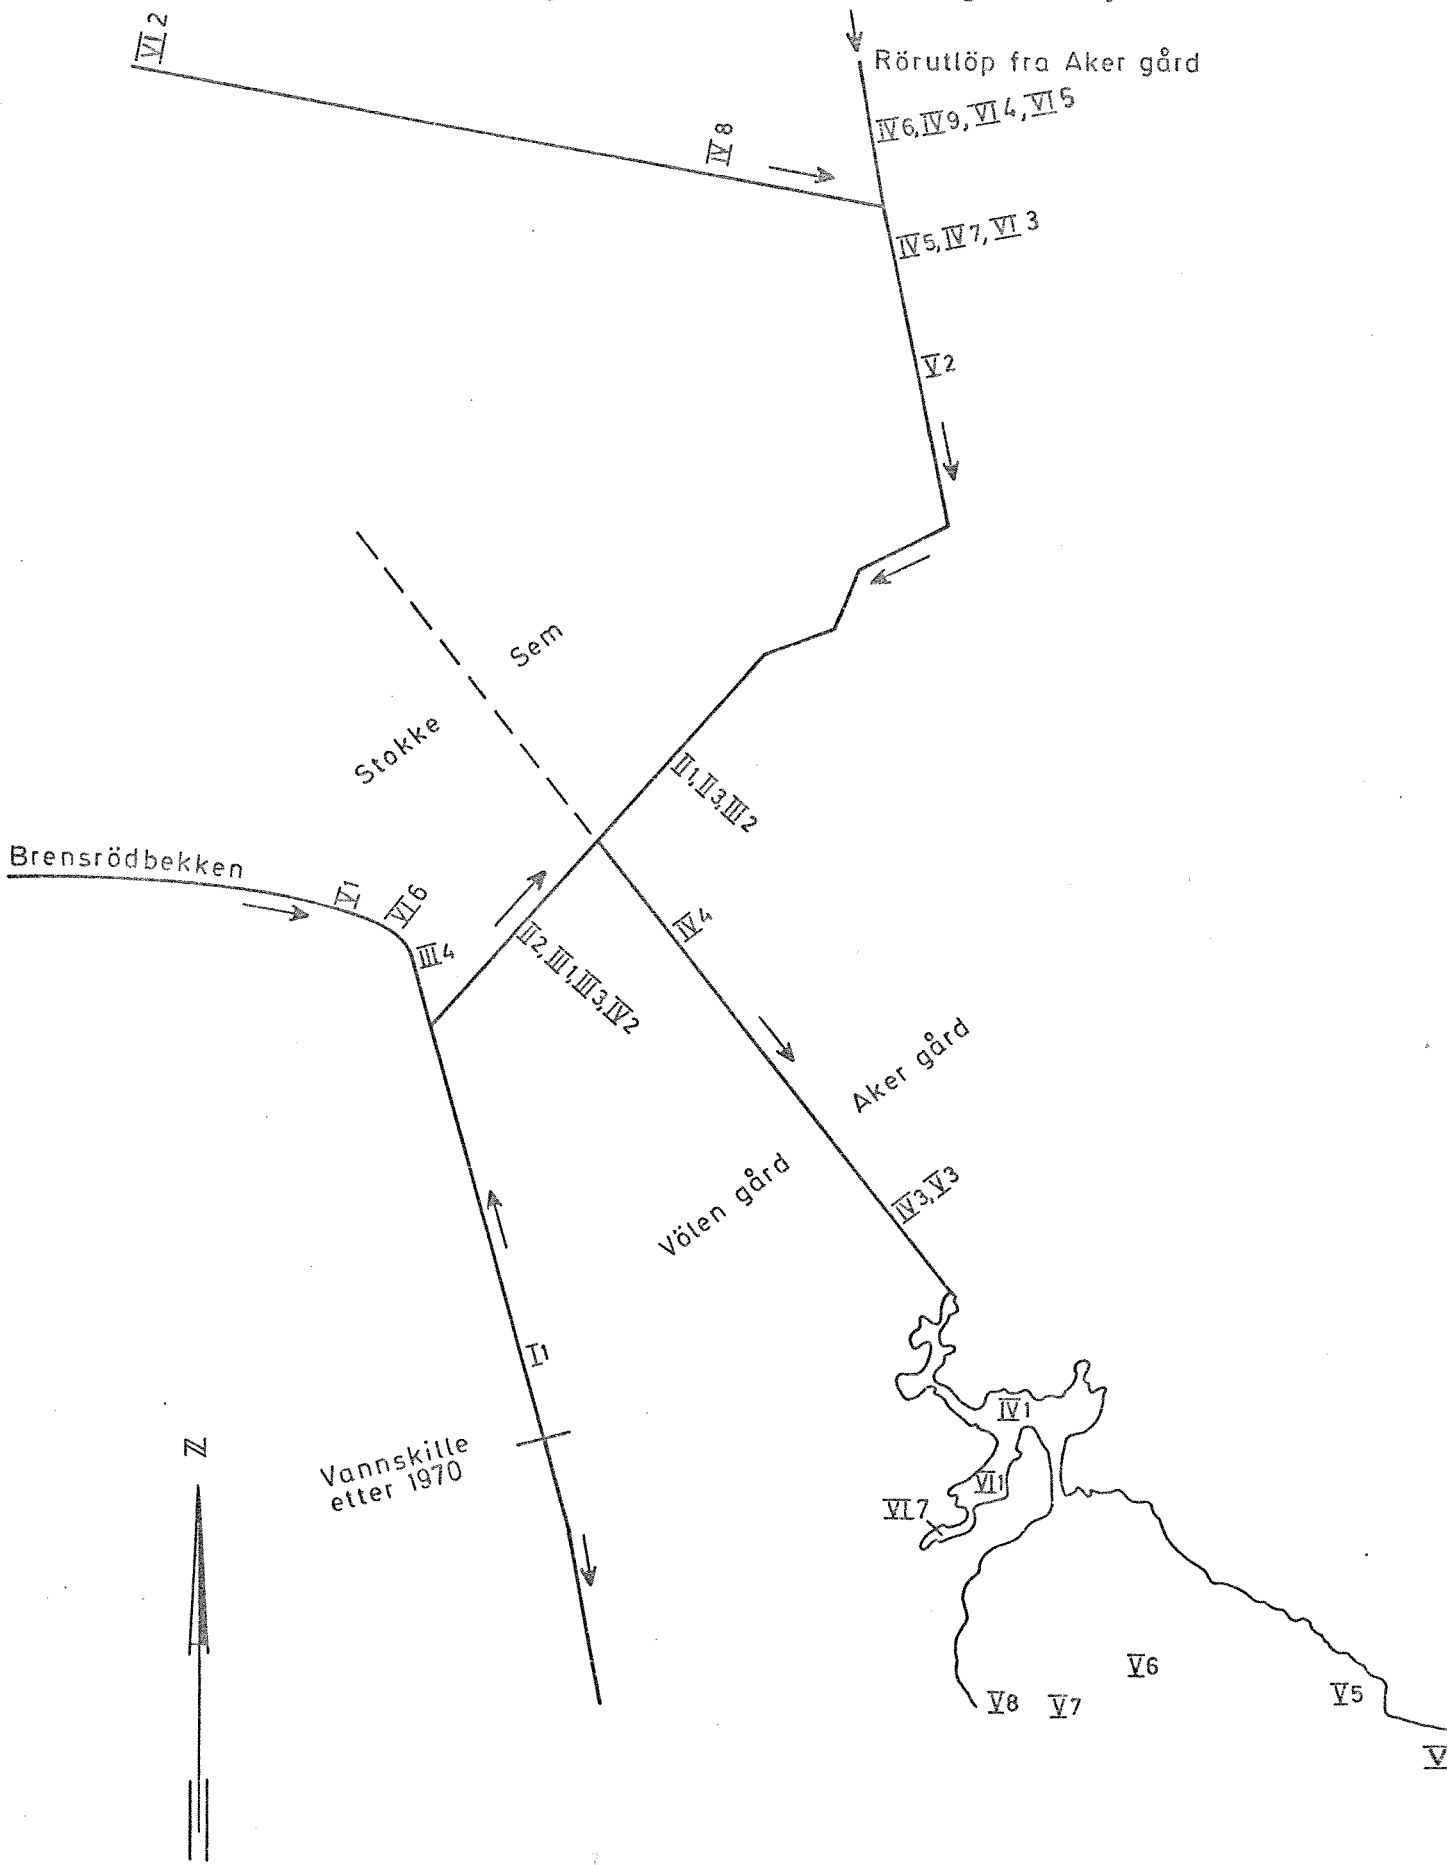 VI 2
Rörutlöp fra Aker gård
IV 6, IV 9, VI 4, VI 5
IV 8
IV 5, IV 7, VI 3
V 2
Sem
Stokke
II 1, II 3, III 2
Brensrödbekken
V 1
VI 6
III 4
II 2, III 1, III 3, IV 2
IV 4
Aker gård
Völen gård
IV 3, V 3
I 1
IV 1
N
Vannskille
etter 1970
VI 1
VI 7
V 6
V 5
V 8
V 7
V